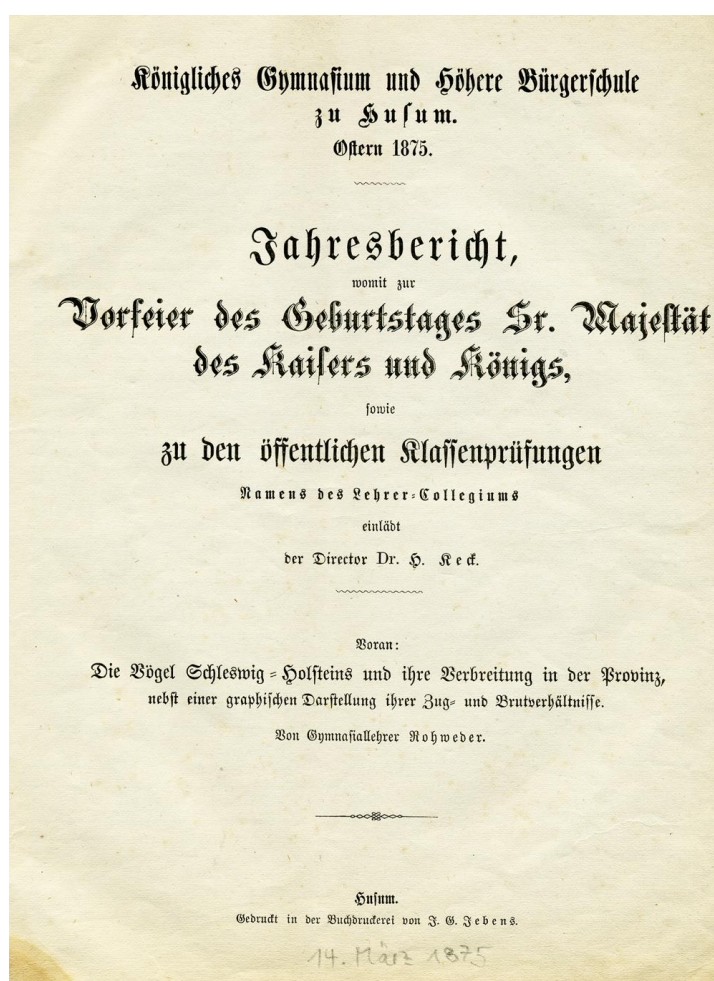 Königliches Gymnasium und Höhere Bürgerschule
zu Husum.
Ostern 1875.
Jahresbericht,
womit zur
Vorfeier des Geburtstages Sr. Majestät
des Kaisers und Königs,
sowie
zu den öffentlichen Klassenprüfungen
Namens des Lehrer-Collegiums
einlädt
der Director Dr. H. Keck.
Voran:
Die Vögel Schleswig-Holsteins und ihre Verbreitung in der Provinz,
nebst einer graphischen Darstellung ihrer Zug- und Brutverhältnisse.
Von Gymnasiallehrer Rohweder.
Husum.
Gedruckt in der Buchdruckerei von J. G. Jebens.
14. März 1875